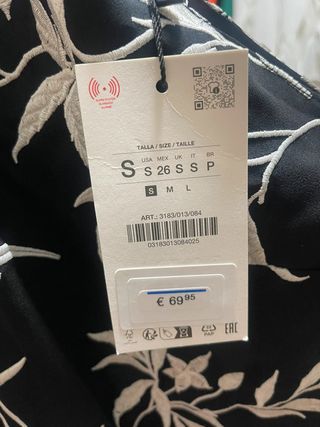 TALLA / SIZE / TAILLE
USA MEX UK IT BR
S S 26 S S P
S M L
ART.: 3183/013/084
03183013084025
€ 69,95
PAP
EAC